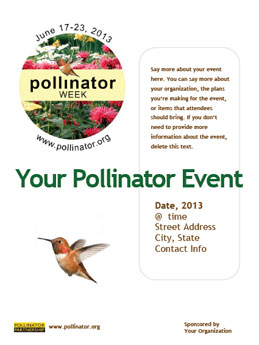 June 17-23, 2013
pollinator
WEEK
www.pollinator.org
Say more about your event
here. You can say more about
your organization, the plans
you're making for the event,
or items that attendees
should bring. If you don't
need to provide more
information about the event,
delete this text.
Your Pollinator Event
Date, 2013
@ time
Street Address
City, State
Contact Info
POLLINATOR
PARTNERSHIP
www.pollinator.org
Sponsored by
Your Organization